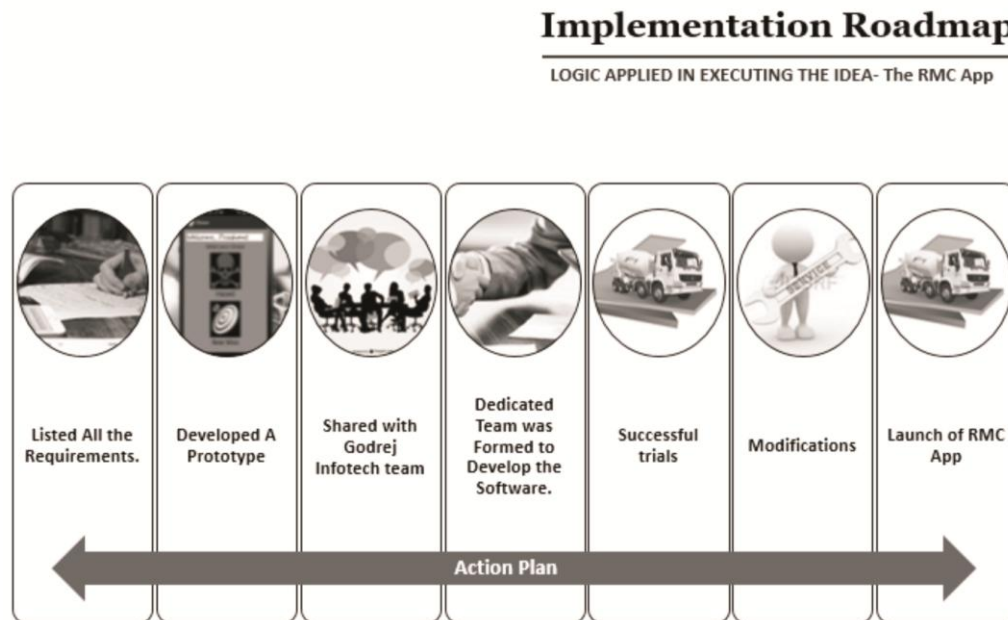 Implementation Roadmap
LOGIC APPLIED IN EXECUTING THE IDEA- The RMC App
SERVICE
Listed All the
Requirements.
Developed A
Prototype
Shared with
Godrej
Infotech team
Dedicated
Team was
Formed to
Develop the
Software.
Successful
trials
Modifications
Launch of RMC
App
Action Plan